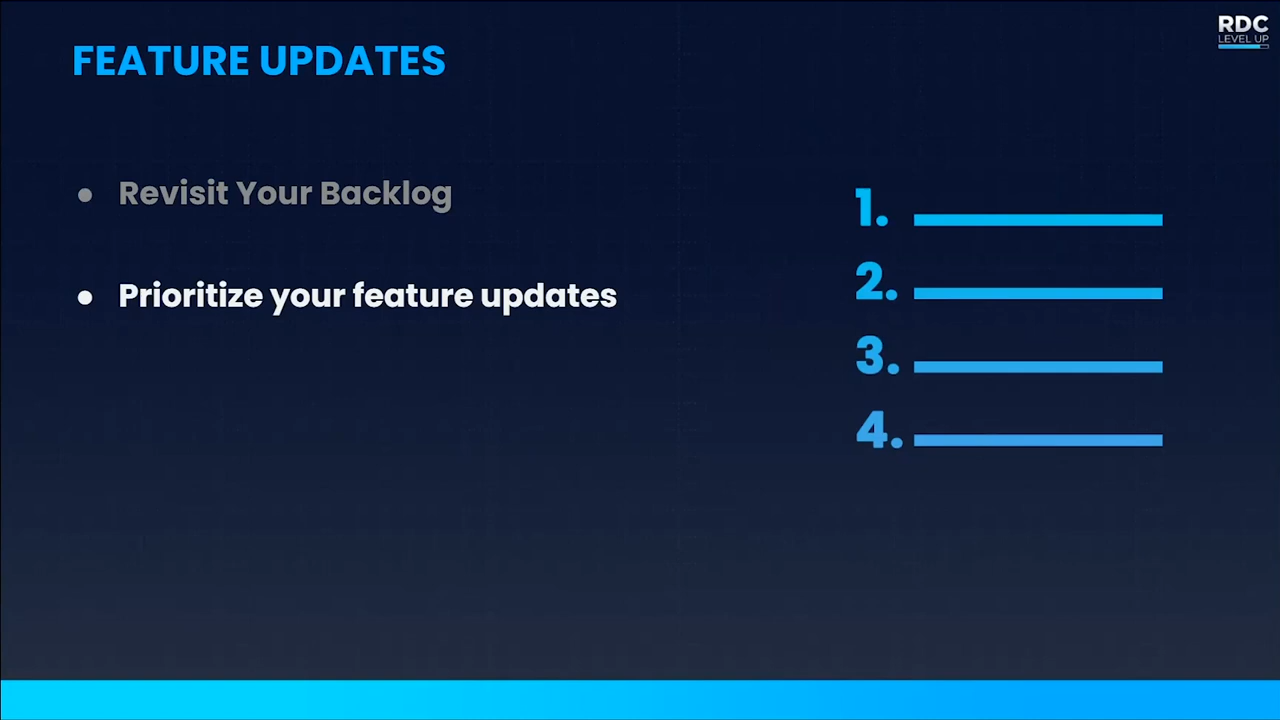 FEATURE UPDATES
RDC
LEVEL UP
● Revisit Your Backlog
● Prioritize your feature updates
1.
2.
3.
4.